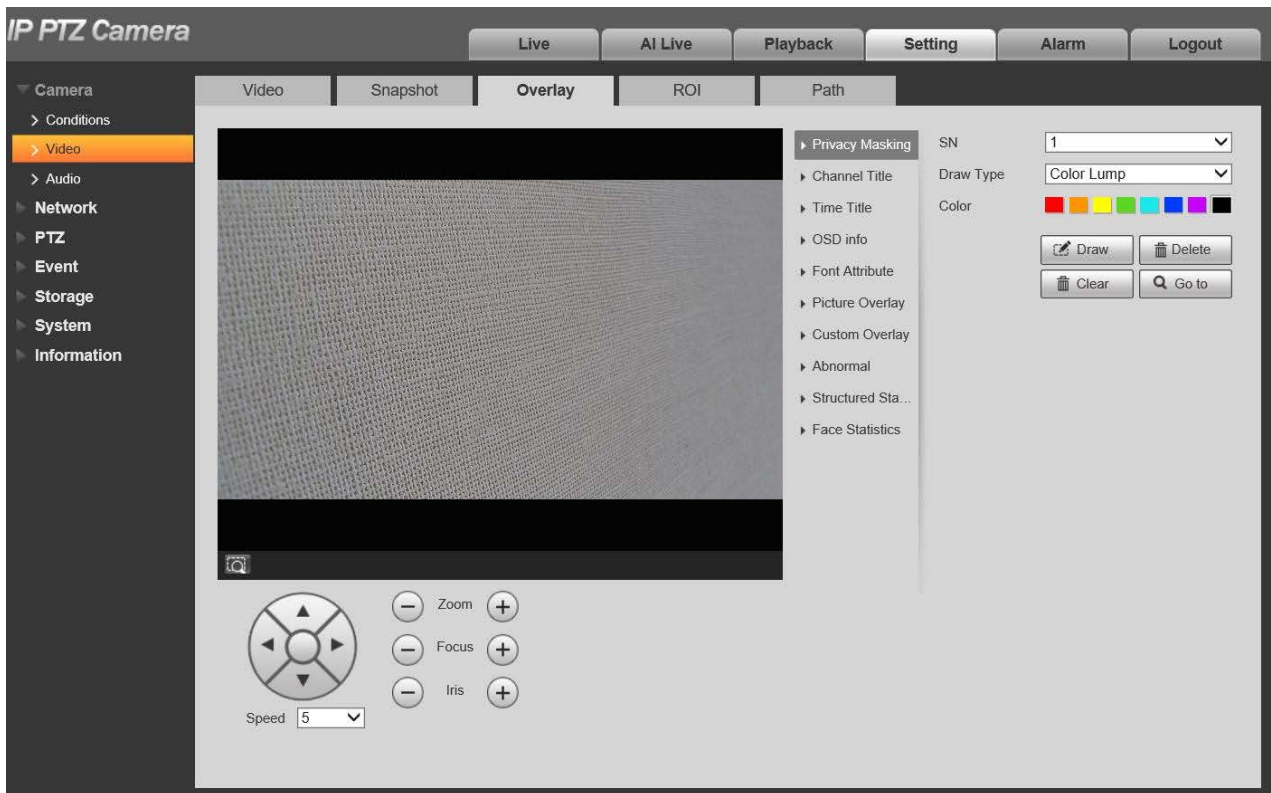 IP PTZ Camera
Live AI Live Playback Setting Alarm Logout
Camera
Conditions
Video
Audio
Network
PTZ
Event
Storage
System
Information
Video Snapshot Overlay ROI Path
Privacy Masking
Channel Title
Time Title
OSD info
Font Attribute
Picture Overlay
Custom Overlay
Abnormal
Structured Sta...
Face Statistics
SN 1
Draw Type Color Lump
Color
Draw Delete
Clear Go to
Zoom
Focus
Iris
Speed 5